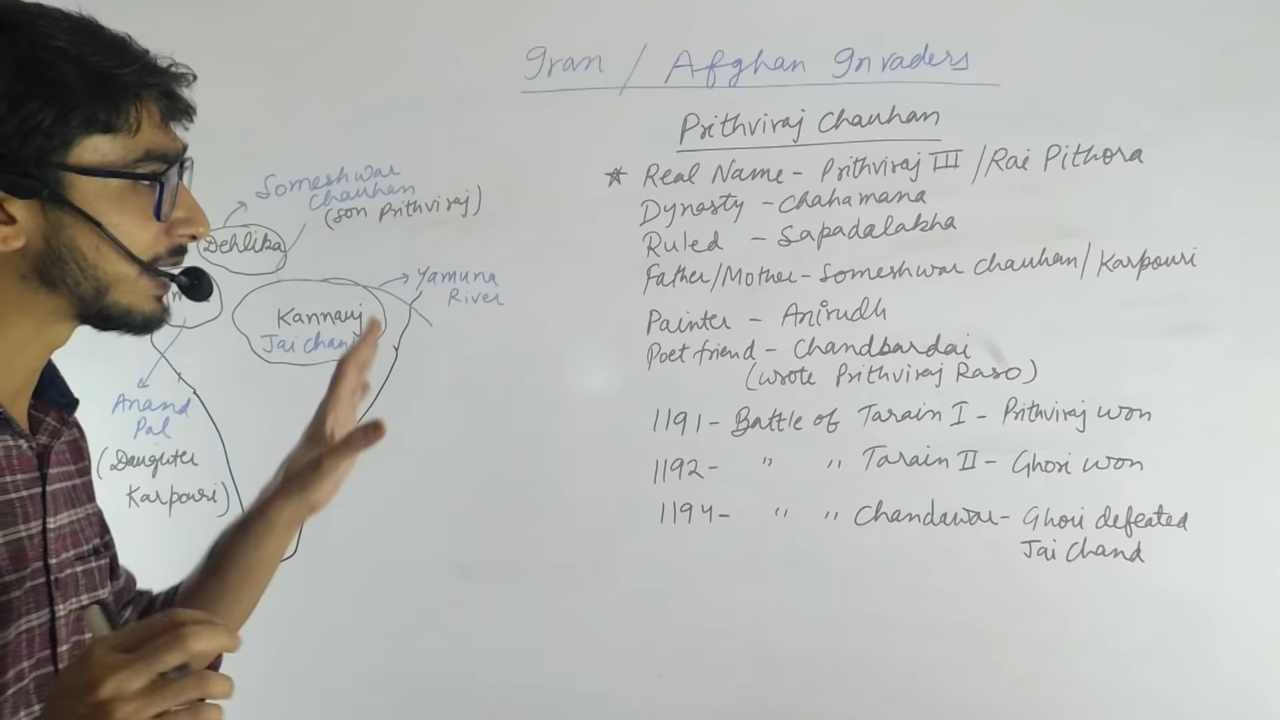 Iran / Afghan Invaders
Prithviraj Chauhan
* Real Name - Prithviraj III / Rai Pithora
Dynasty - Chahamana
Ruled - Sapadalaksha
Father/Mother - Someshwar Chauhan / Karpouri
Painter - Anirudh
Poet friend - Chandbardai
(wrote Prithviraj Raso)
1191 - Battle of Tarain I - Prithviraj won
1192 - " " Tarain II - Ghori won
1194 - " " Chandawar - Ghori defeated
Jai Chand
Someshwar
Chauhan
(son Prithviraj)
Dehlika
Yamuna
River
Kannauj
Jai Chand
Anand
Pal
(Daughter
Karpouri)